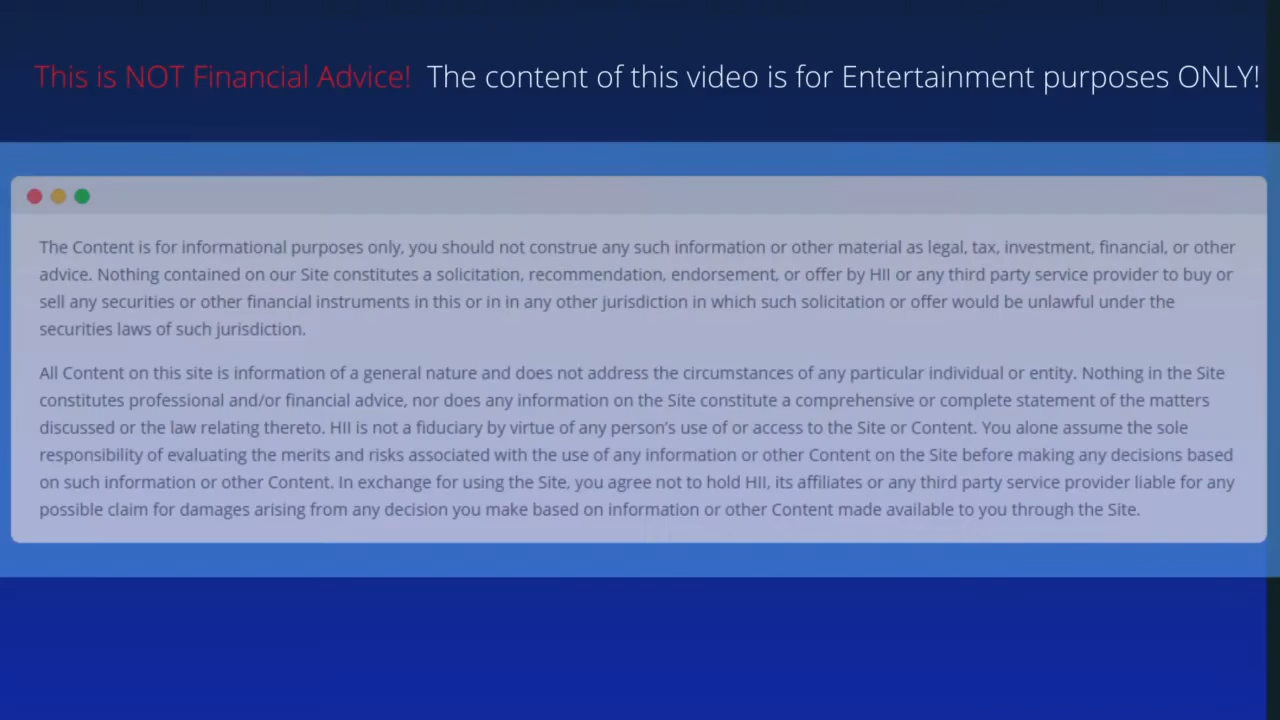 This is NOT Financial Advice! The content of this video is for Entertainment purposes ONLY!
The Content is for informational purposes only, you should not construe any such information or other material as legal, tax, investment, financial, or other
advice. Nothing contained on our Site constitutes a solicitation, recommendation, endorsement, or offer by HII or any third party service provider to buy or
sell any securities or other financial instruments in this or in in any other jurisdiction in which such solicitation or offer would be unlawful under the
securities laws of such jurisdiction.
All Content on this site is information of a general nature and does not address the circumstances of any particular individual or entity. Nothing in the Site
constitutes professional and/or financial advice, nor does any information on the Site constitute a comprehensive or complete statement of the matters
discussed or the law relating thereto. HII is not a fiduciary by virtue of any person's use of or access to the Site or Content. You alone assume the sole
responsibility of evaluating the merits and risks associated with the use of any information or other Content on the Site before making any decisions based
on such information or other Content. In exchange for using the Site, you agree not to hold HII, its affiliates or any third party service provider liable for any
possible claim for damages arising from any decision you make based on information or other Content made available to you through the Site.